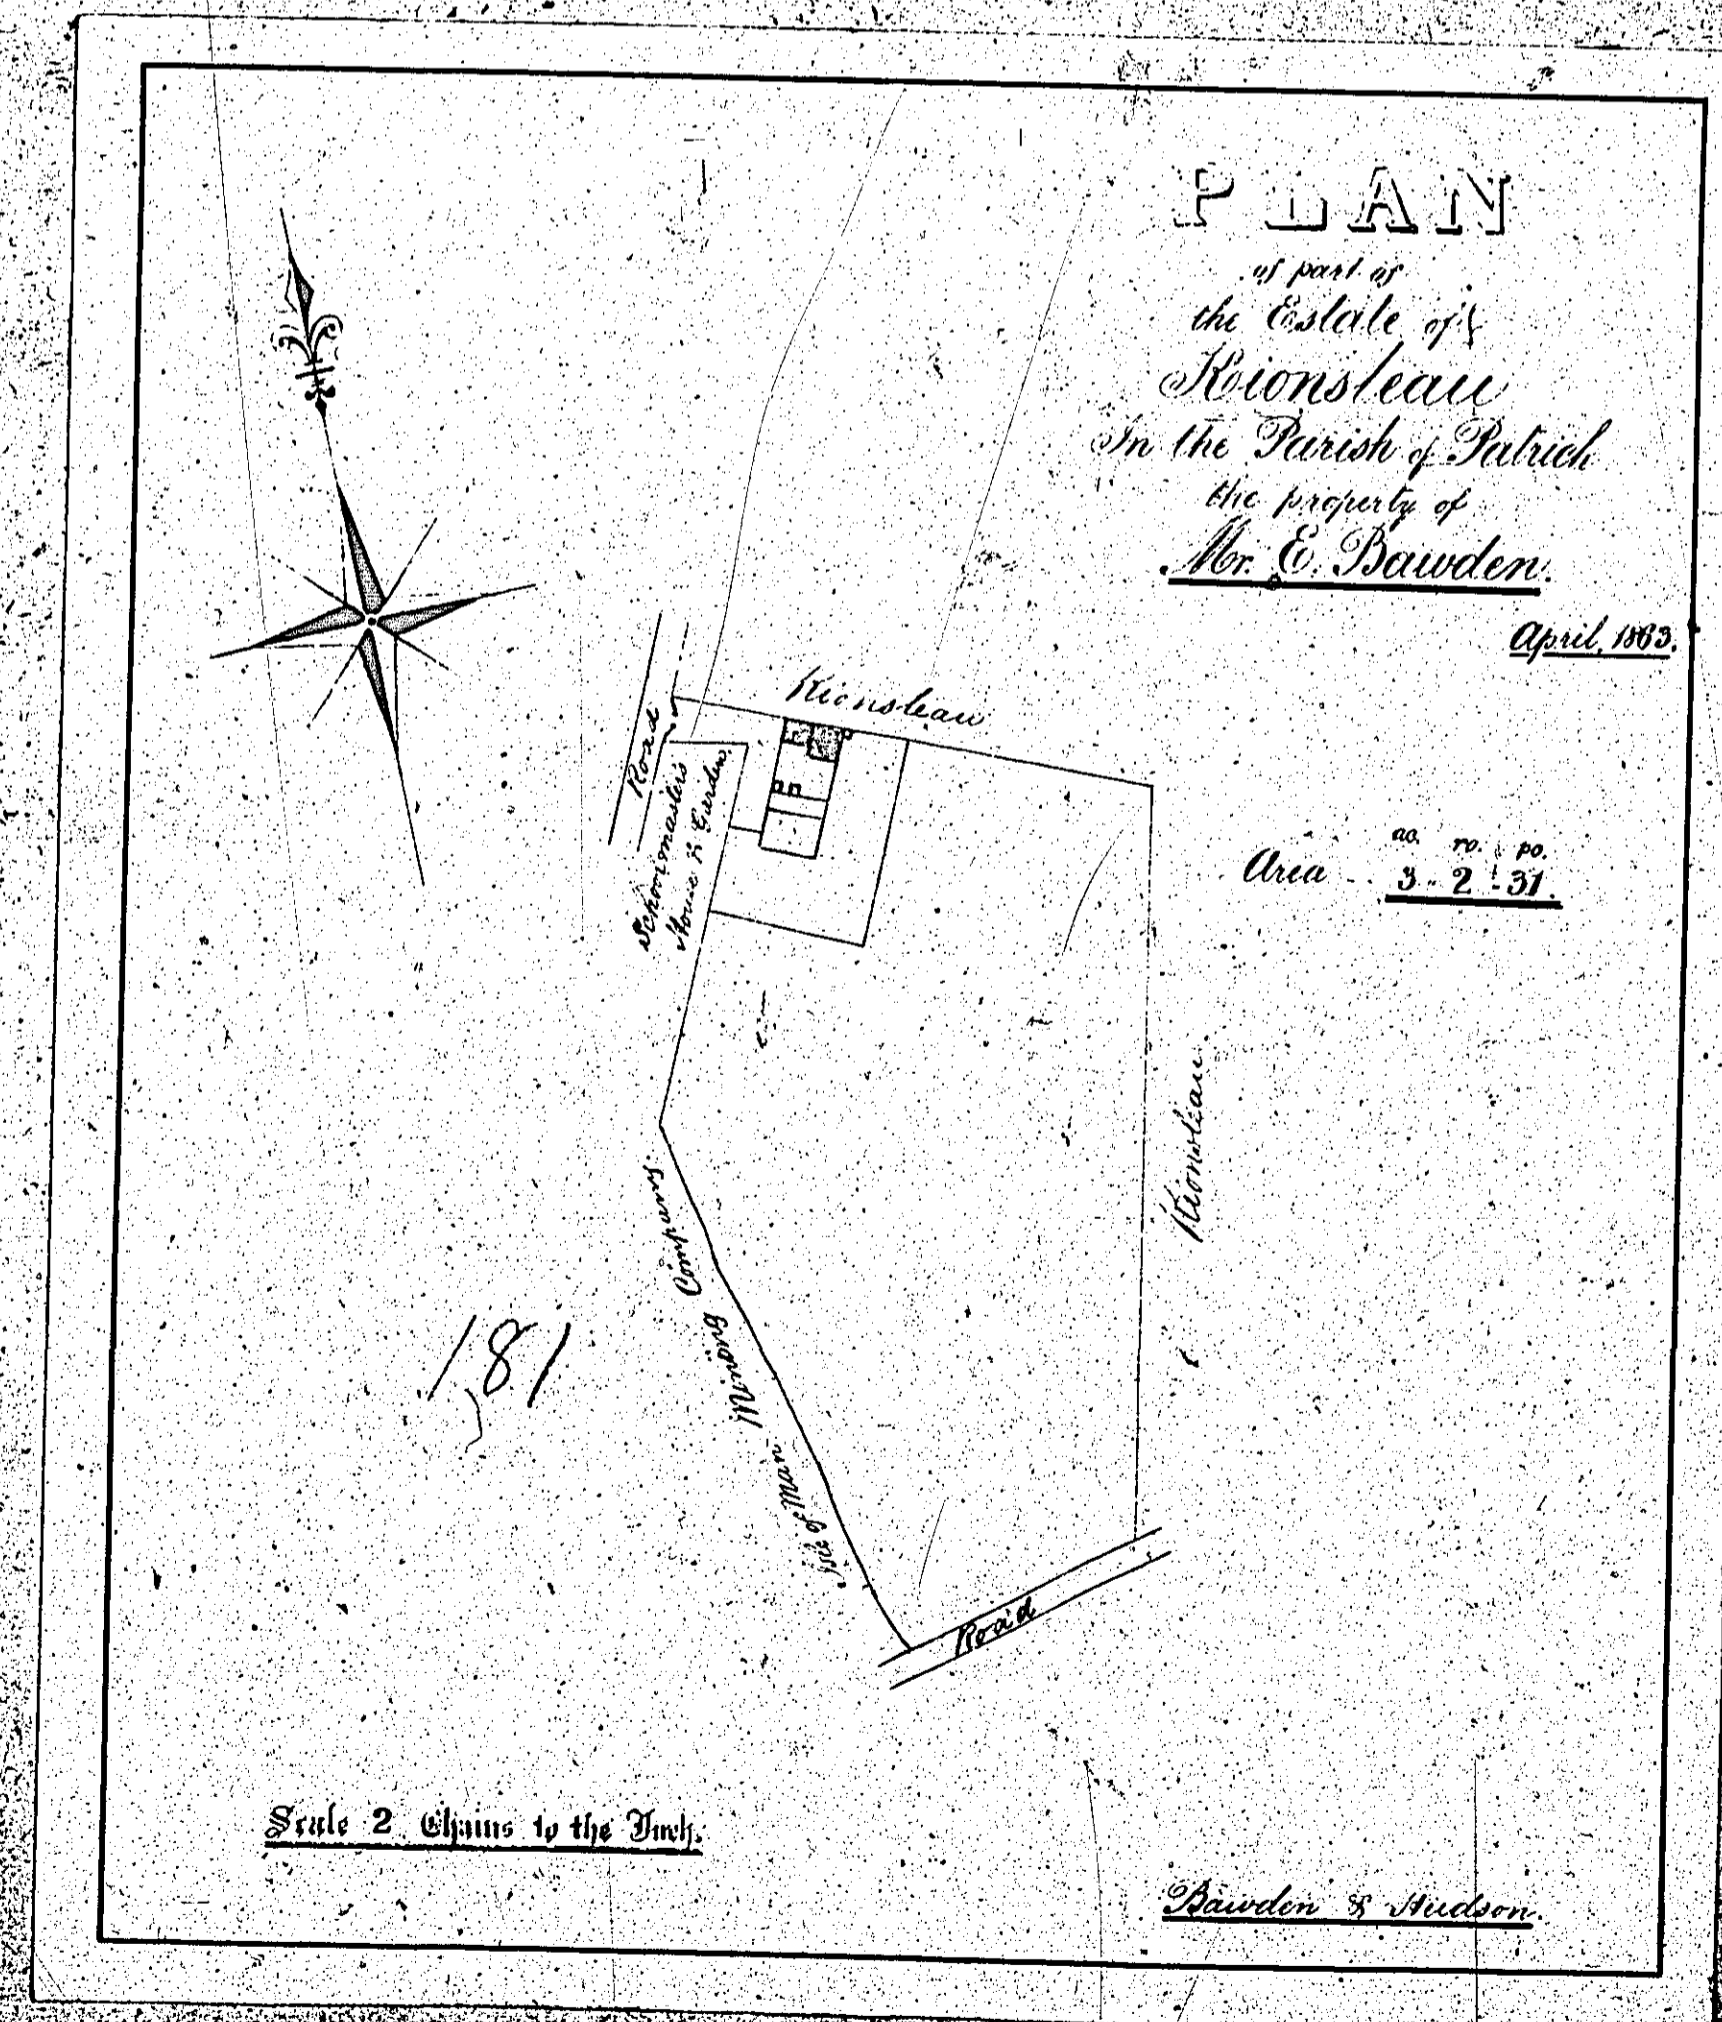 PLAN
of part of
the Estate of
Kionsleau
In the Parish of Patrick
the property of
Mr. E. Bawden.
April, 1863.
Kionsleau
Road
Schoolmaster's
House & Garden
ac. ro. po.
Area .. 3 - 2 - 31.
Kionsleau
Isle of Man Mining Company
181
Road
Scale 2 Chains to the Inch.
Bawden & Hudson.